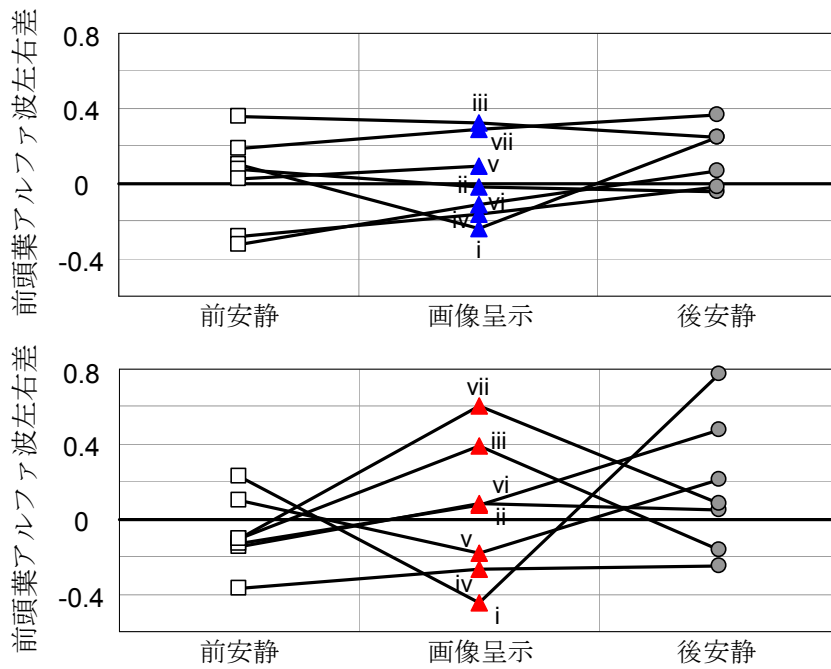 前頭葉アルファ波左右差
0.8
0.4
0
-0.4
iii
vii
v
ii
vi
iv
i
前安静
画像呈示
後安静
前頭葉アルファ波左右差
0.8
0.4
0
-0.4
vii
iii
vi
ii
v
iv
i
前安静
画像呈示
後安静